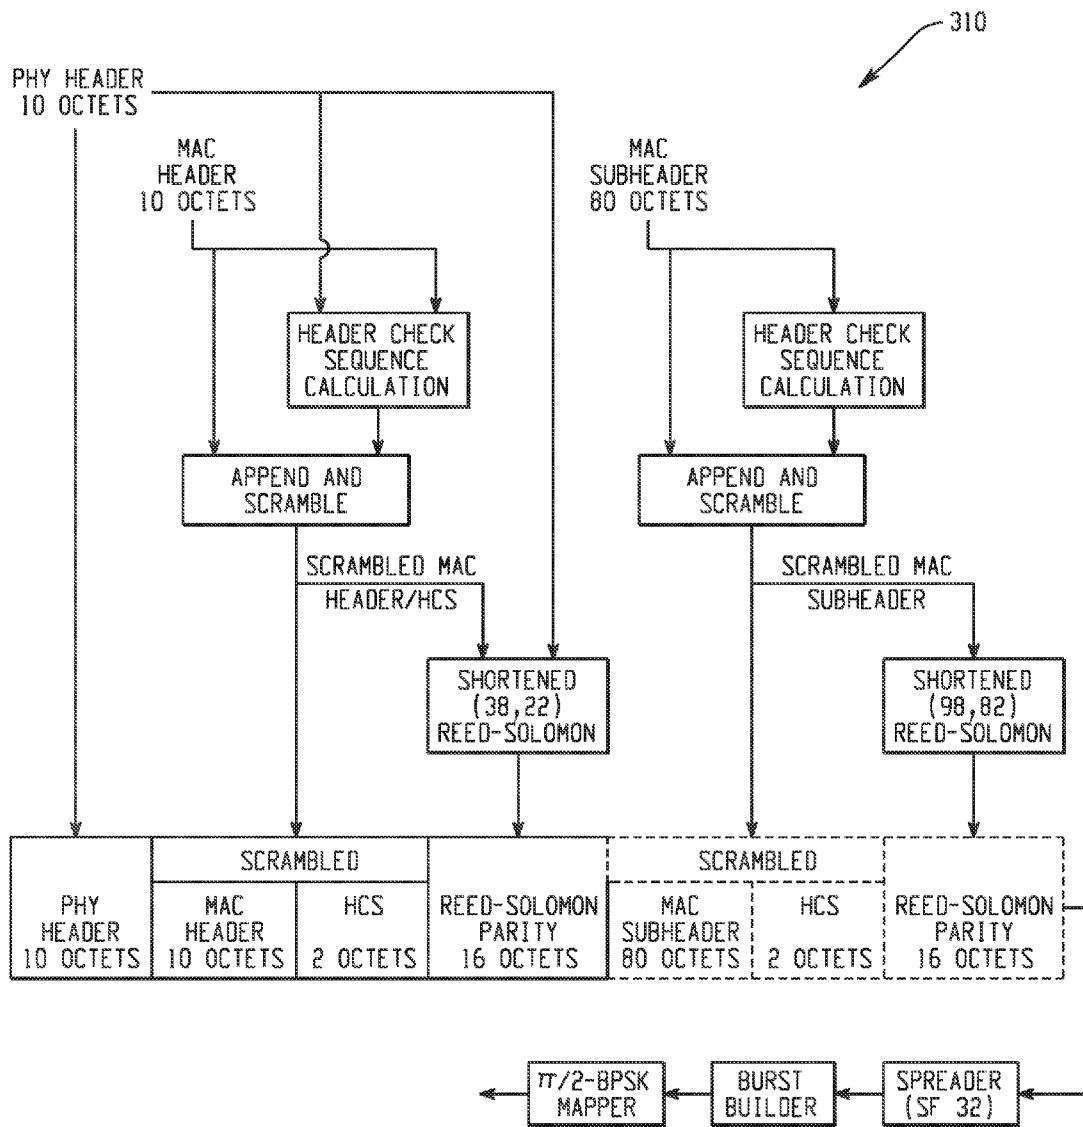 310
PHY HEADER
10 OCTETS
MAC
HEADER
10 OCTETS
MAC
SUBHEADER
80 OCTETS
HEADER CHECK
SEQUENCE
CALCULATION
HEADER CHECK
SEQUENCE
CALCULATION
APPEND AND
SCRAMBLE
APPEND AND
SCRAMBLE
SCRAMBLED MAC
HEADER/HCS
SCRAMBLED MAC
SUBHEADER
SHORTENED
(38,22)
REED-SOLOMON
SHORTENED
(98,82)
REED-SOLOMON
SCRAMBLED
SCRAMBLED
PHY
HEADER
10 OCTETS
MAC
HEADER
10 OCTETS
HCS
2 OCTETS
REED-SOLOMON
PARITY
16 OCTETS
MAC
SUBHEADER
80 OCTETS
HCS
2 OCTETS
REED-SOLOMON
PARITY
16 OCTETS
π/2-BPSK
MAPPER
BURST
BUILDER
SPREADER
(SF 32)